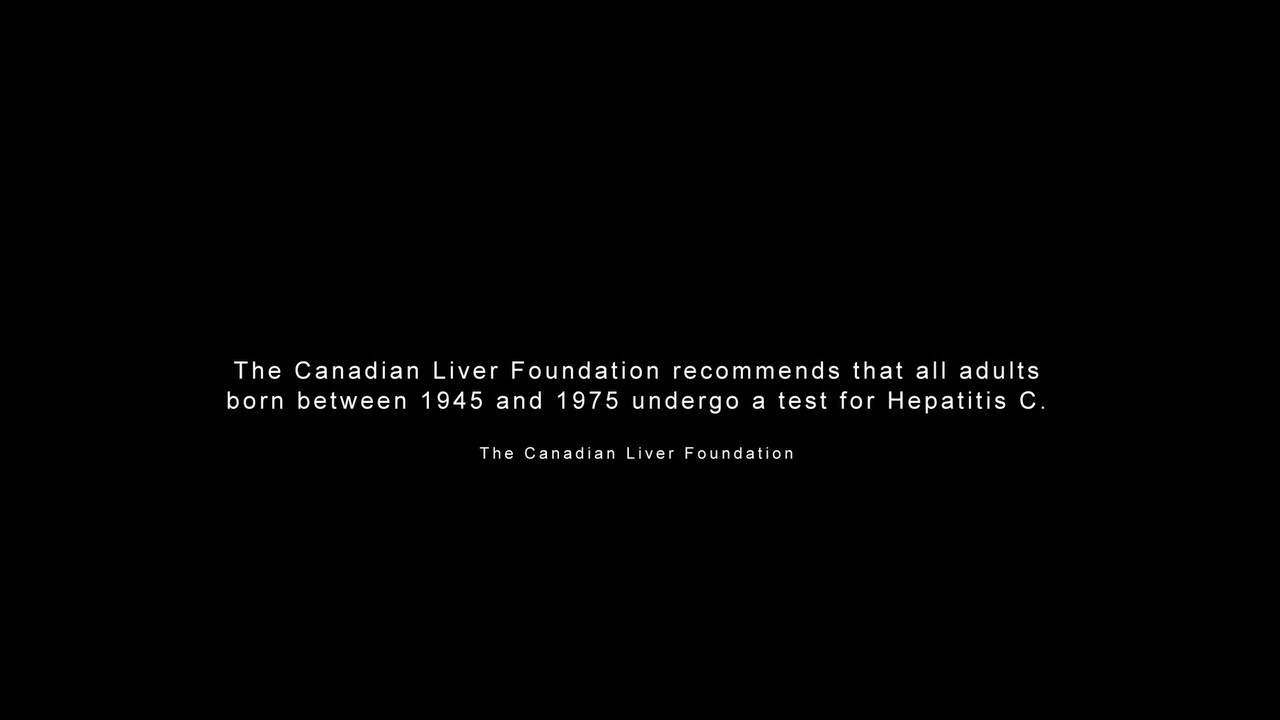 The Canadian Liver Foundation recommends that all adults
born between 1945 and 1975 undergo a test for Hepatitis C.
The Canadian Liver Foundation